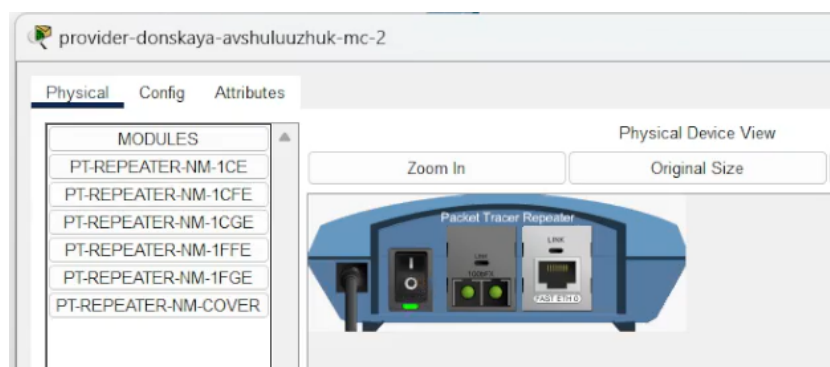 provider-donskaya-avshuluuzhuk-mc-2
Physical Config Attributes
MODULES
PT-REPEATER-NM-1CE
PT-REPEATER-NM-1CFE
PT-REPEATER-NM-1CGE
PT-REPEATER-NM-1FFE
PT-REPEATER-NM-1FGE
PT-REPEATER-NM-COVER
Physical Device View
Zoom In Original Size
Packet Tracer Repeater
LINK
LINK
100bFX
FAST ETH 0